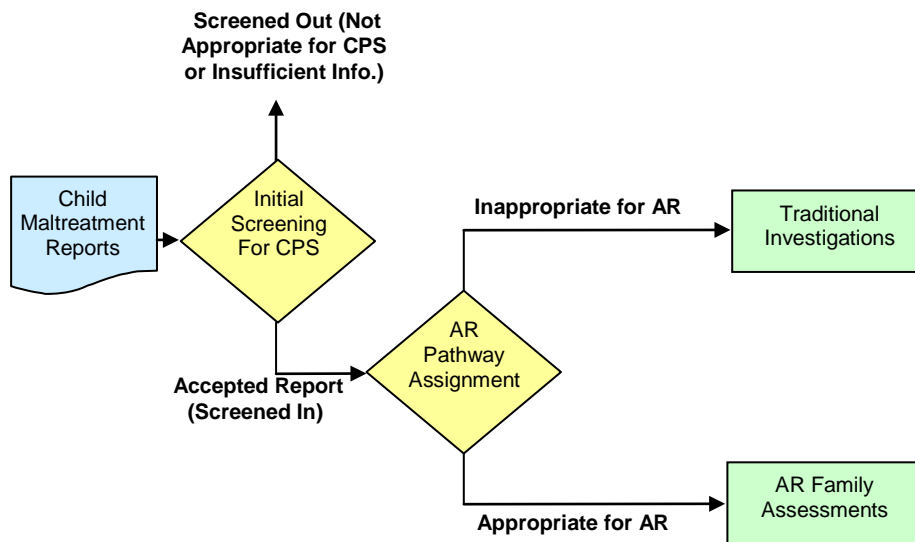 Screened Out (Not
Appropriate for CPS
or Insufficient Info.)
Child
Maltreatment
Reports
Initial
Screening
For CPS
Inappropriate for AR
Traditional
Investigations
AR
Pathway
Assignment
Accepted Report
(Screened In)
AR Family
Assessments
Appropriate for AR